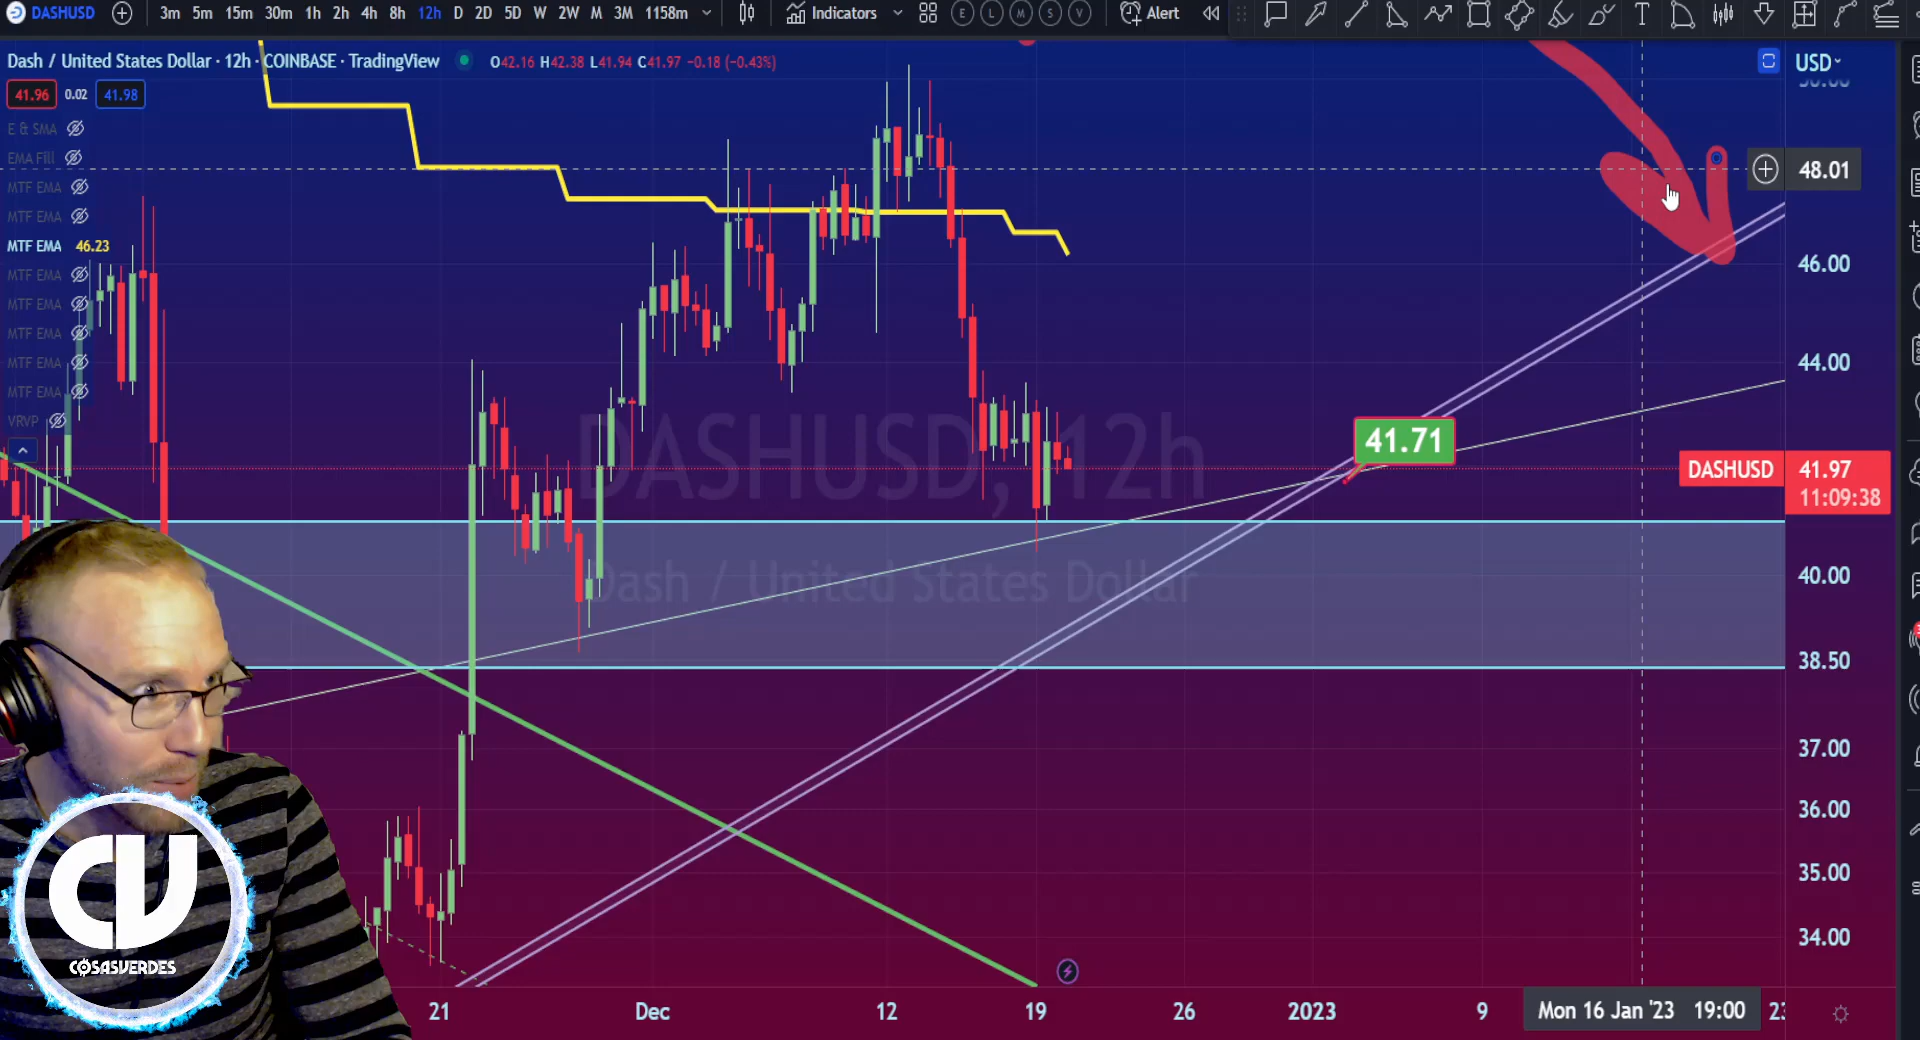 DASHUSD 3m 5m 15m 30m 1h 2h 4h 8h 12h D 2D 5D W 2W M 3M 1158m Indicators E L M S V Alert
Dash / United States Dollar · 12h · COINBASE · TradingView O42.16 H42.38 L41.94 C41.97 -0.18 (-0.43%)
USD
50.00
41.96 0.02 41.98
E & SMA
EMA Fill
48.01
MTF EMA
MTF EMA
MTF EMA 46.23
46.00
MTF EMA
MTF EMA
MTF EMA
44.00
MTF EMA
MTF EMA
VRVP
DASHUSD, 12h
41.71
DASHUSD 41.97
11:09:38
Dash / United States Dollar
40.00
38.50
37.00
36.00
35.00
34.00
CV
COSASVERDES
21 Dec 12 19 26 2023 9 Mon 16 Jan '23 19:00 23